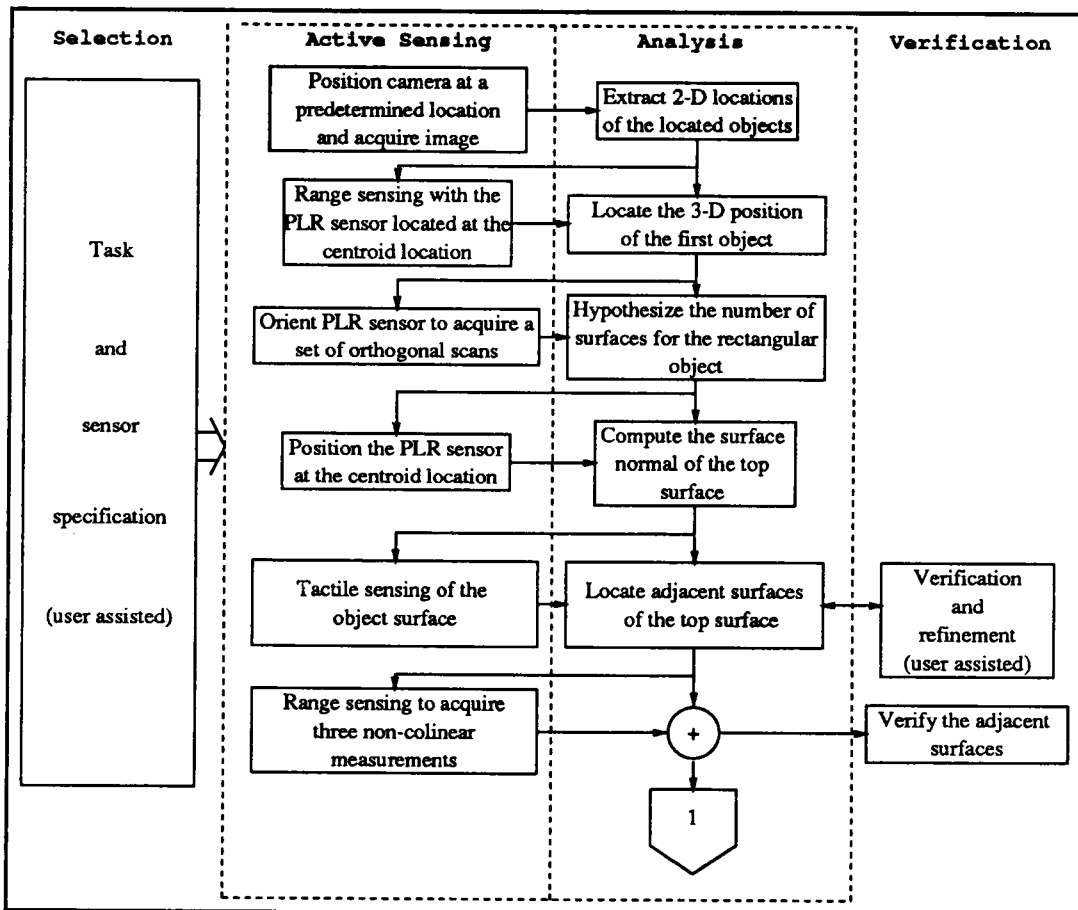 Selection
Active Sensing
Analysis
Verification
Task
and
sensor
specification
(user assisted)
Position camera at a
predetermined location
and acquire image
Extract 2-D locations
of the located objects
Range sensing with the
PLR sensor located at the
centroid location
Locate the 3-D position
of the first object
Orient PLR sensor to acquire a
set of orthogonal scans
Hypothesize the number of
surfaces for the rectangular
object
Position the PLR sensor
at the centroid location
Compute the surface
normal of the top
surface
Tactile sensing of the
object surface
Locate adjacent surfaces
of the top surface
Verification
and
refinement
(user assisted)
Range sensing to acquire
three non-colinear
measurements
+
Verify the adjacent
surfaces
1